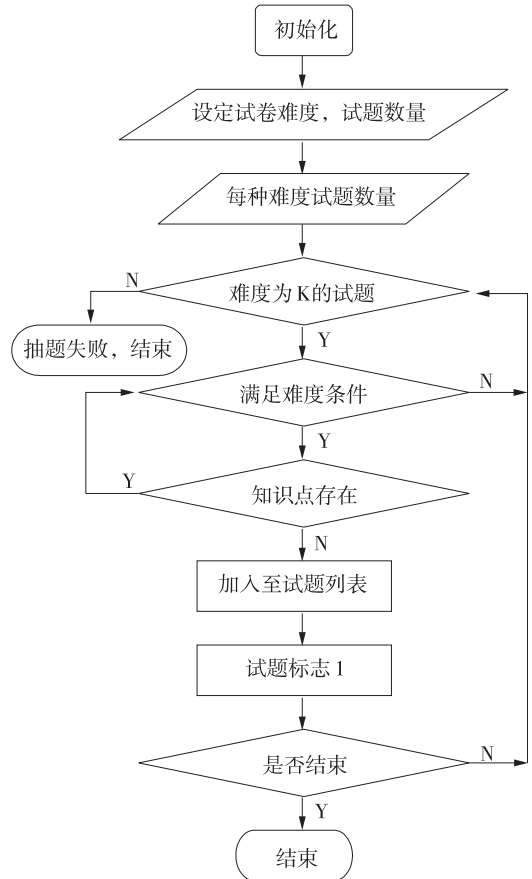 初始化
设定试卷难度，试题数量
每种难度试题数量
N
难度为K的试题
Y
抽题失败，结束
满足难度条件
N
Y
Y
知识点存在
N
加入至试题列表
试题标志1
是否结束
N
Y
结束